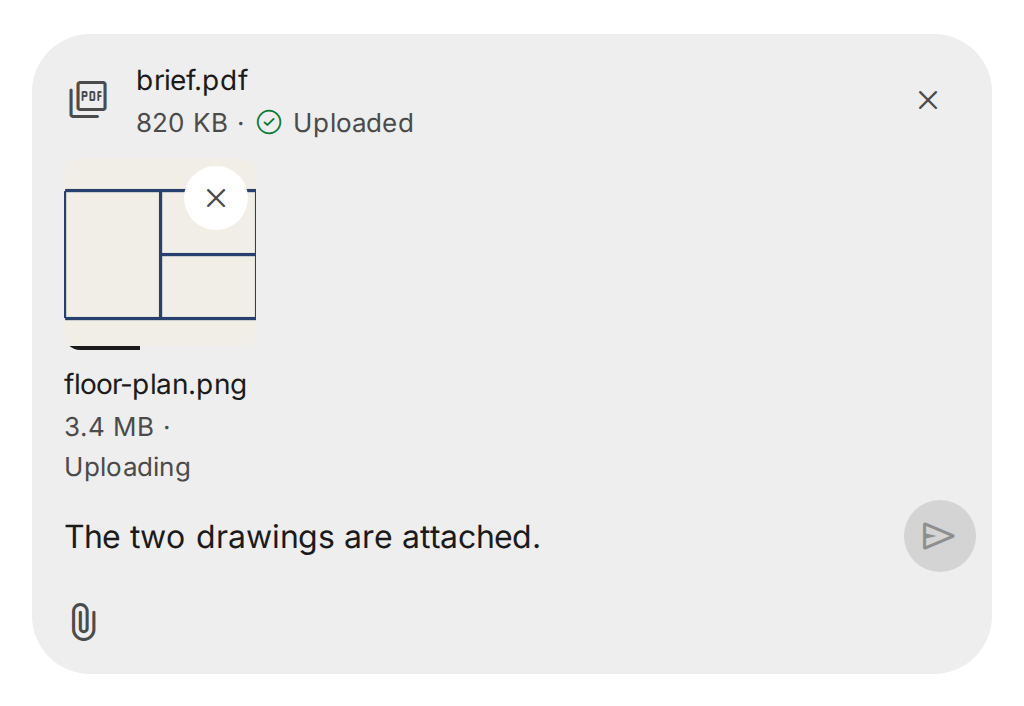 PDF
brief.pdf
820 KB · Uploaded
floor-plan.png
3.4 MB ·
Uploading
The two drawings are attached.